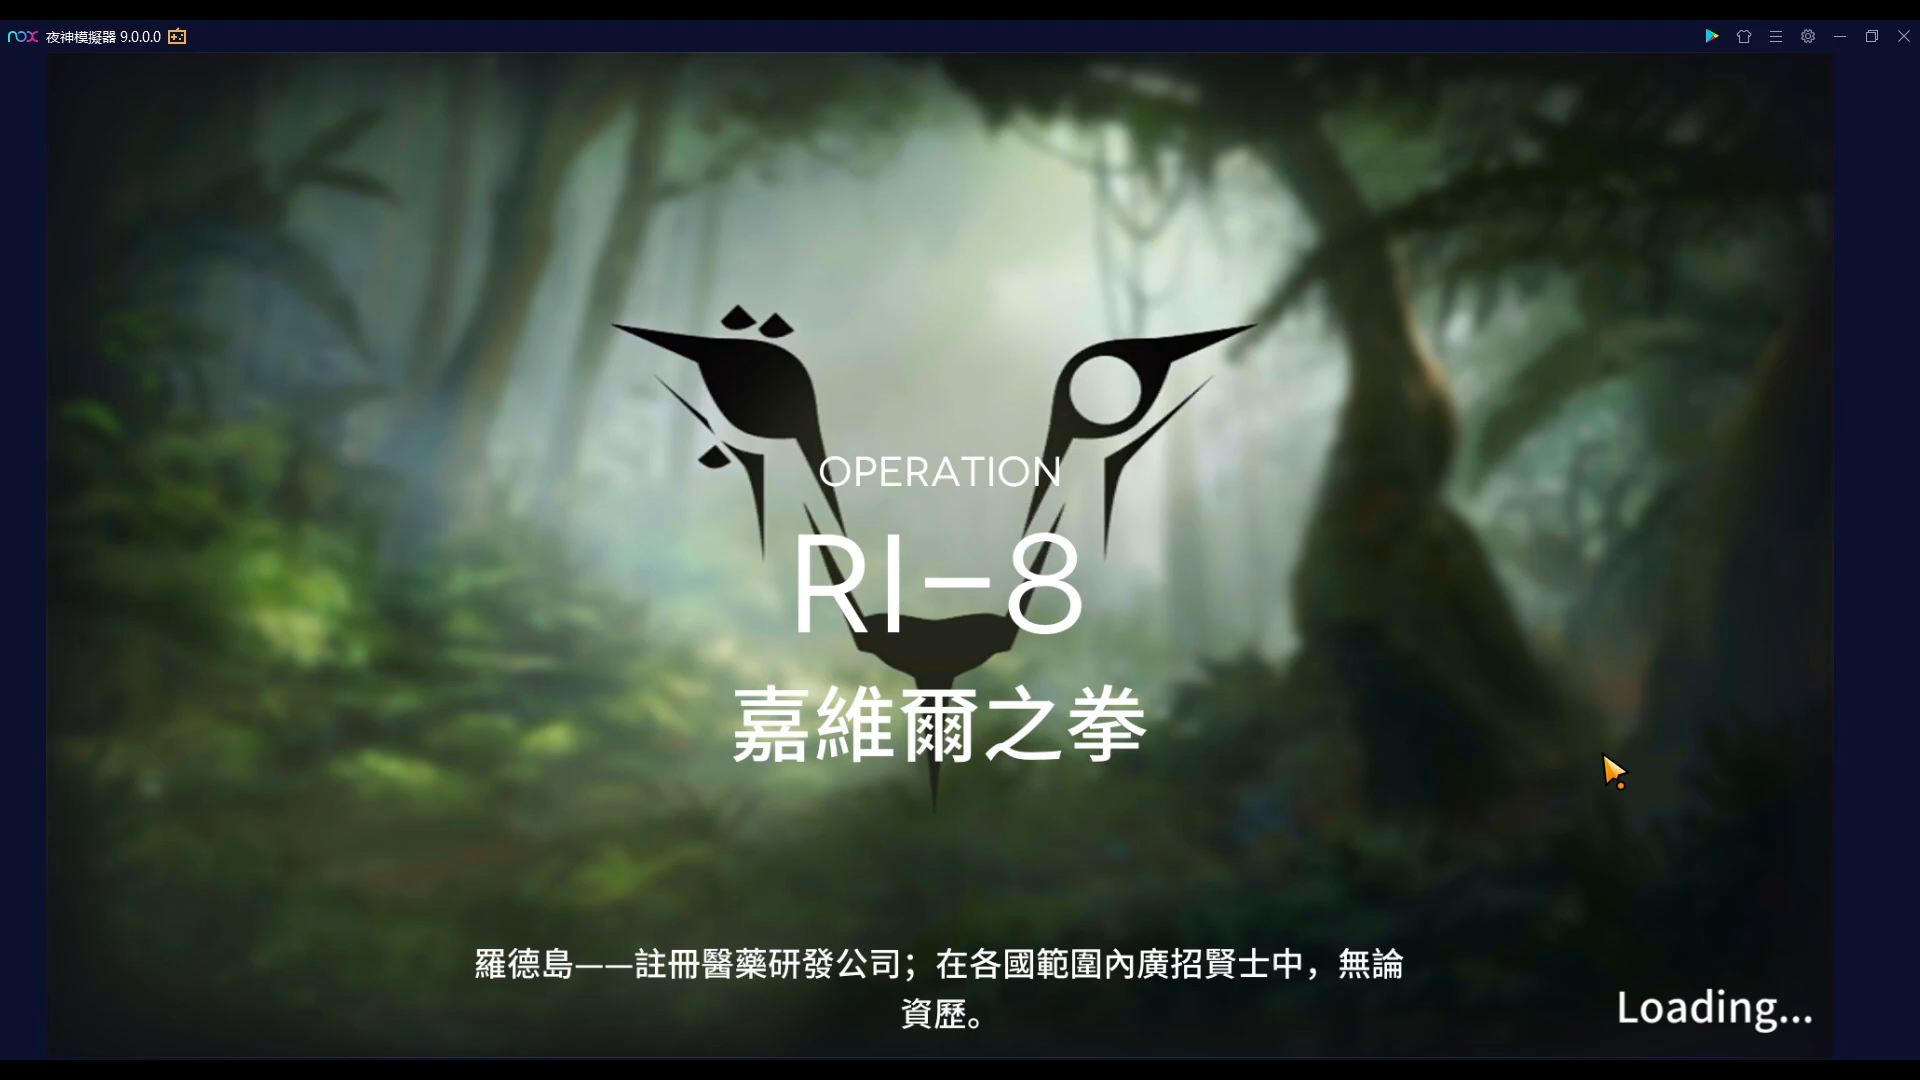 nox 夜神模擬器 9.0.0.0
OPERATION
RI-8
嘉維爾之拳
羅德島——註冊醫藥研發公司；在各國範圍內廣招賢士中，無論
資歷。
Loading...